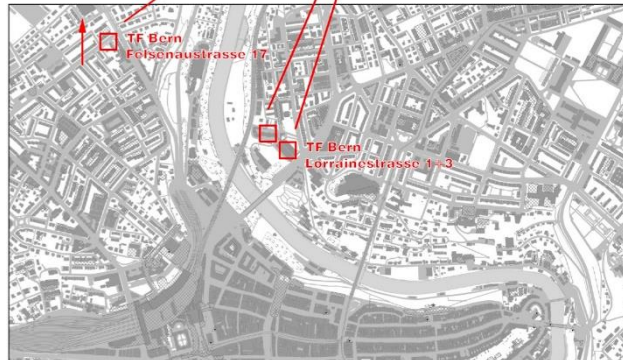 TF Bern
Felsenaustrasse 17
TF Bern
Lorrainestrasse 1+3